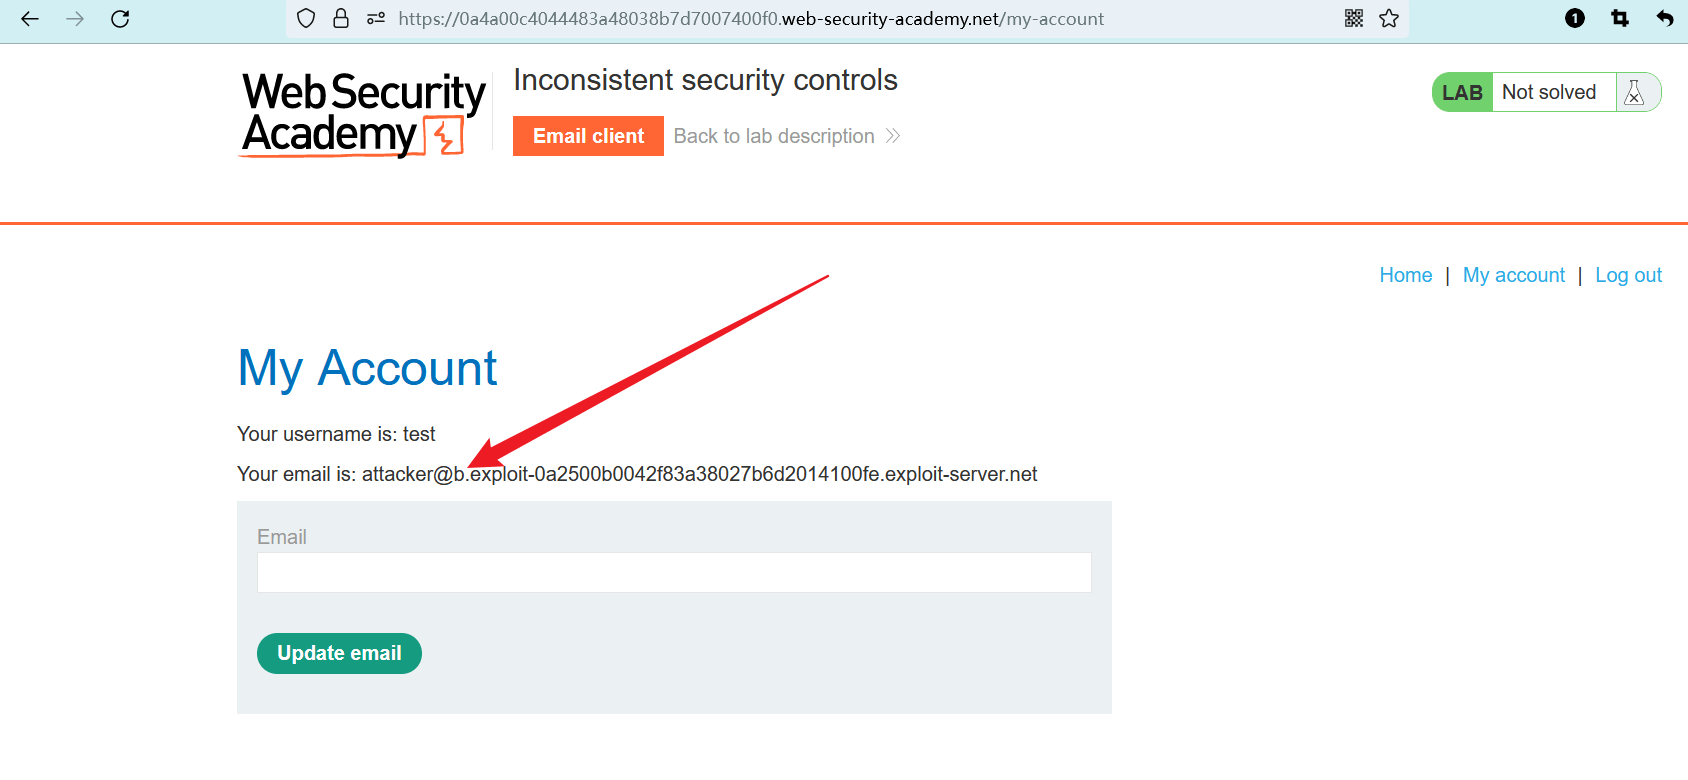 https://0a4a00c4044483a48038b7d7007400f0.web-security-academy.net/my-account
1
Web Security
Academy
Inconsistent security controls
Email client
Back to lab description
LAB
Not solved
Home | My account | Log out
My Account
Your username is: test
Your email is: attacker@b.exploit-0a2500b0042f83a38027b6d2014100fe.exploit-server.net
Email
Update email